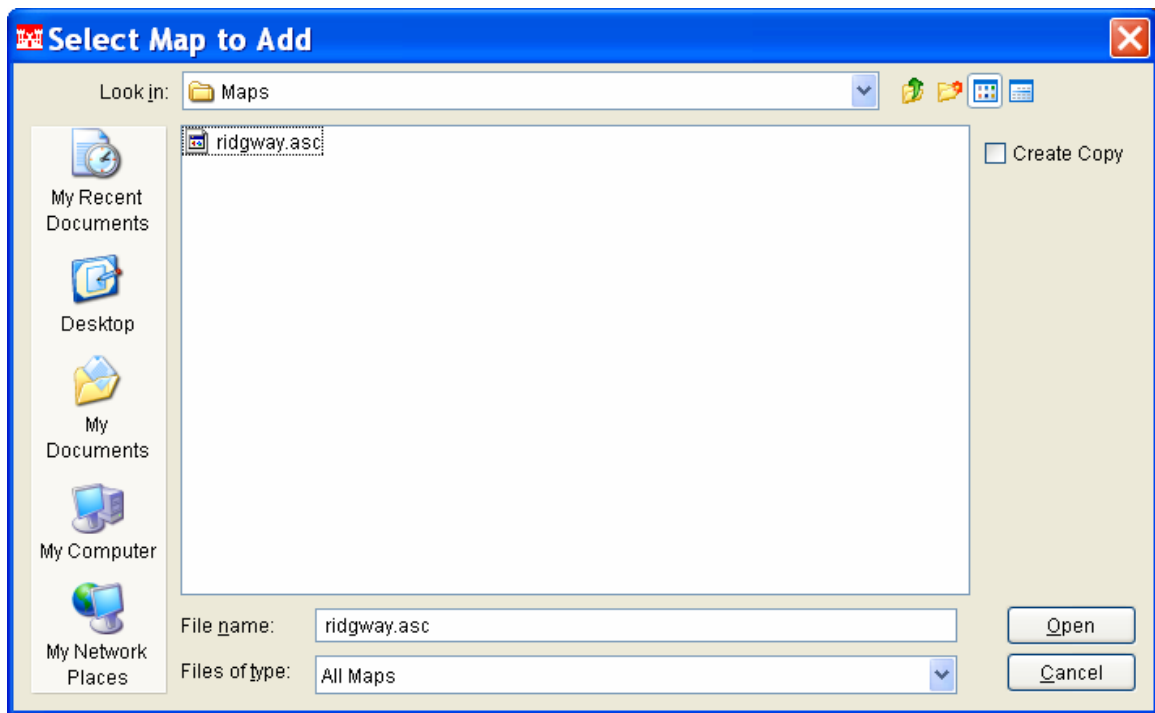 Select Map to Add
Look in:
Maps
ridgway.asc
Create Copy
My Recent
Documents
Desktop
My
Documents
My Computer
My Network
Places
File name:
ridgway.asc
Open
Files of type:
All Maps
Cancel